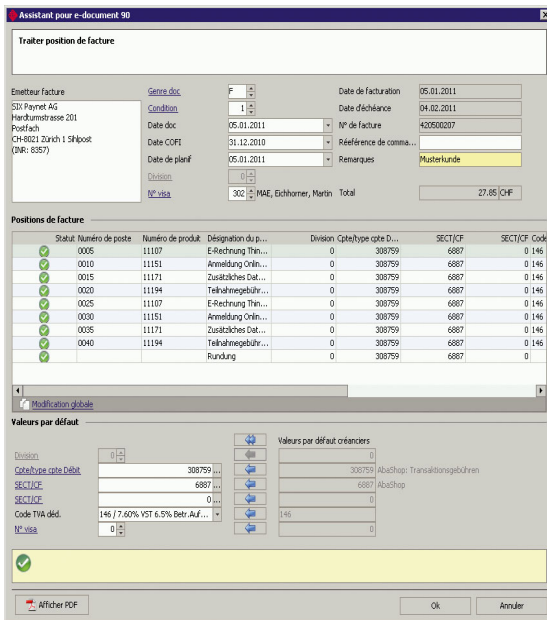 Assistant pour e-document 90
Traiter position de facture
Emetteur facture
SIX Paynet AG
Hardturmstrasse 201
Postfach
CH-8021 Zürich 1 Sihlpost
(INR: 8357)
Genre doc F
Condition 1
Date doc 05.01.2011
Date COFI 31.12.2010
Date de planif 05.01.2011
Division 0
N° visa 302 MAE, Eichhorner, Martin
Date de facturation 05.01.2011
Date d'échéance 04.02.2011
N° de facture 420500207
Réeférence de comma...
Remarques Musterkunde
Total 27.85 CHF
Positions de facture
Statut Numéro de poste Numéro de produit Désignation du p... Division Cpte/type cpte D... SECT/CF SECT/CF Code
0005 11107 E-Rechnung Thin... 0 308759 6887 0 146
0010 11151 Anmeldung Onlin... 0 308759 6887 0 146
0015 11171 Zusätzliches Dat... 0 308759 6887 0 146
0020 11194 Teilnahmegebühr... 0 308759 6887 0 146
0025 11107 E-Rechnung Thin... 0 308759 6887 0 146
0030 11151 Anmeldung Onlin... 0 308759 6887 0 146
0035 11171 Zusätzliches Dat... 0 308759 6887 0 146
0040 11194 Teilnahmegebühr... 0 308759 6887 0 146
Rundung 0 308759 6887 0
Modification globale
Valeurs par défaut
Valeurs par défaut créanciers
Division 0 0
Cpte/type cpte Débit 308759 ... 308759 AbaShop: Transaktionsgebühren
SECT/CF 6887 ... 6887 AbaShop
SECT/CF 0 ... 0
Code TVA déd. 146 / 7.60% VST 6.5% Betr.Auf... 146
N° visa 0 0
Afficher PDF
Ok
Annuler